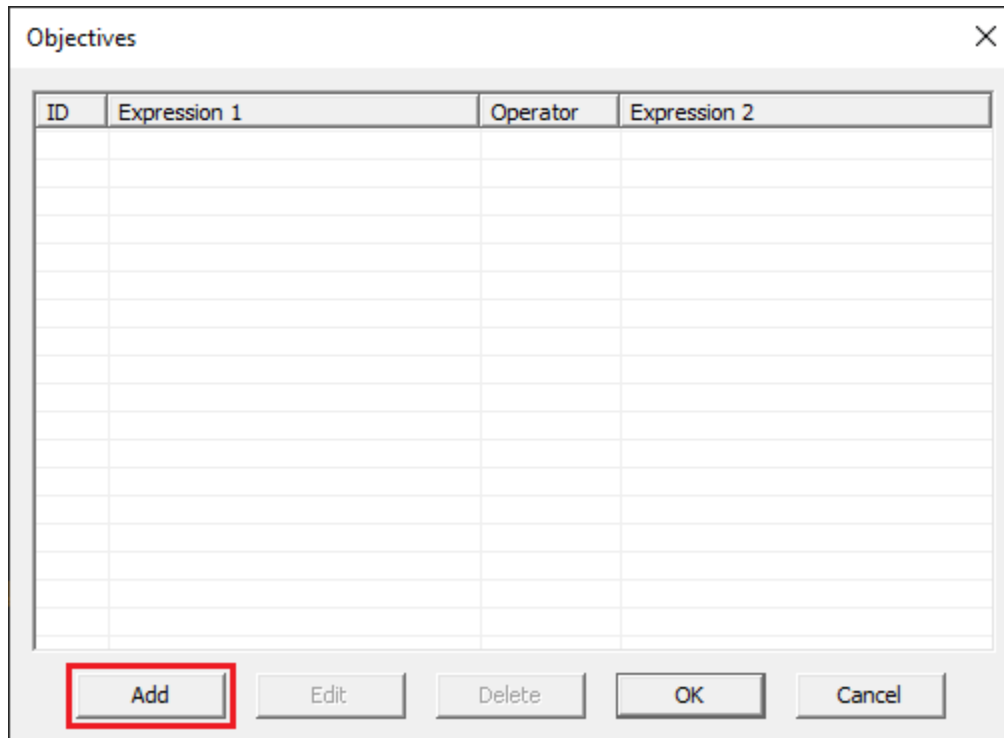 Objectives
ID Expression 1 Operator Expression 2
Add Edit Delete OK Cancel